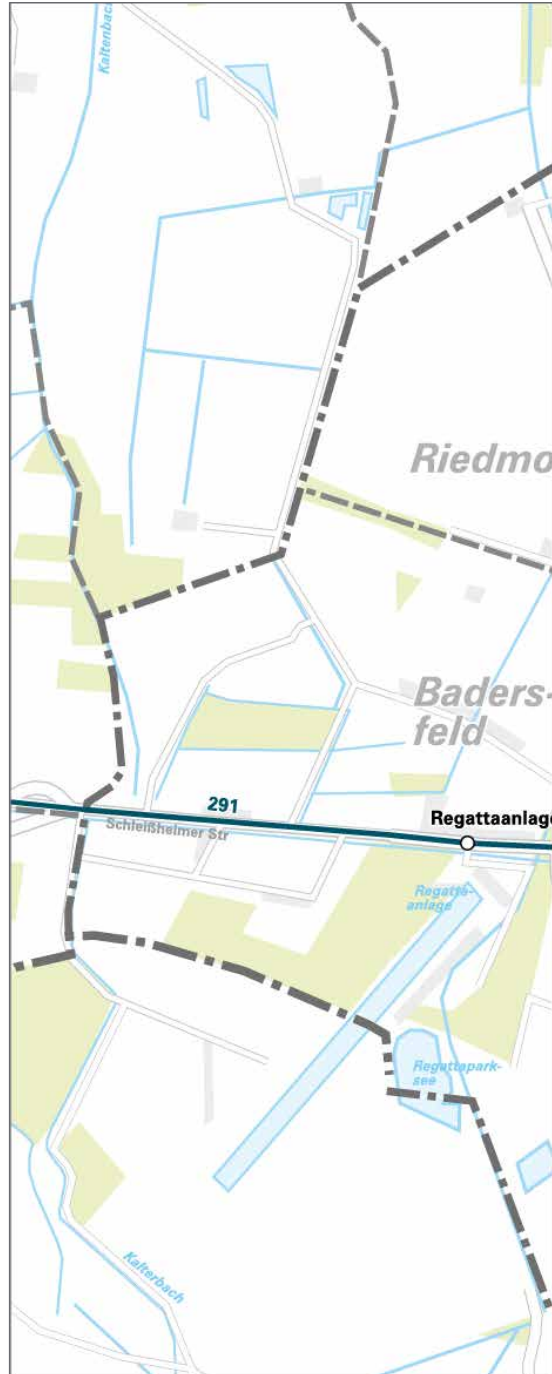 Kaltenbach
Riedmo
Baders-
feld
291
Schleißheimer Str
Regattaanlage
Regatta-
anlage
Regattapark-
see
Kalterbach